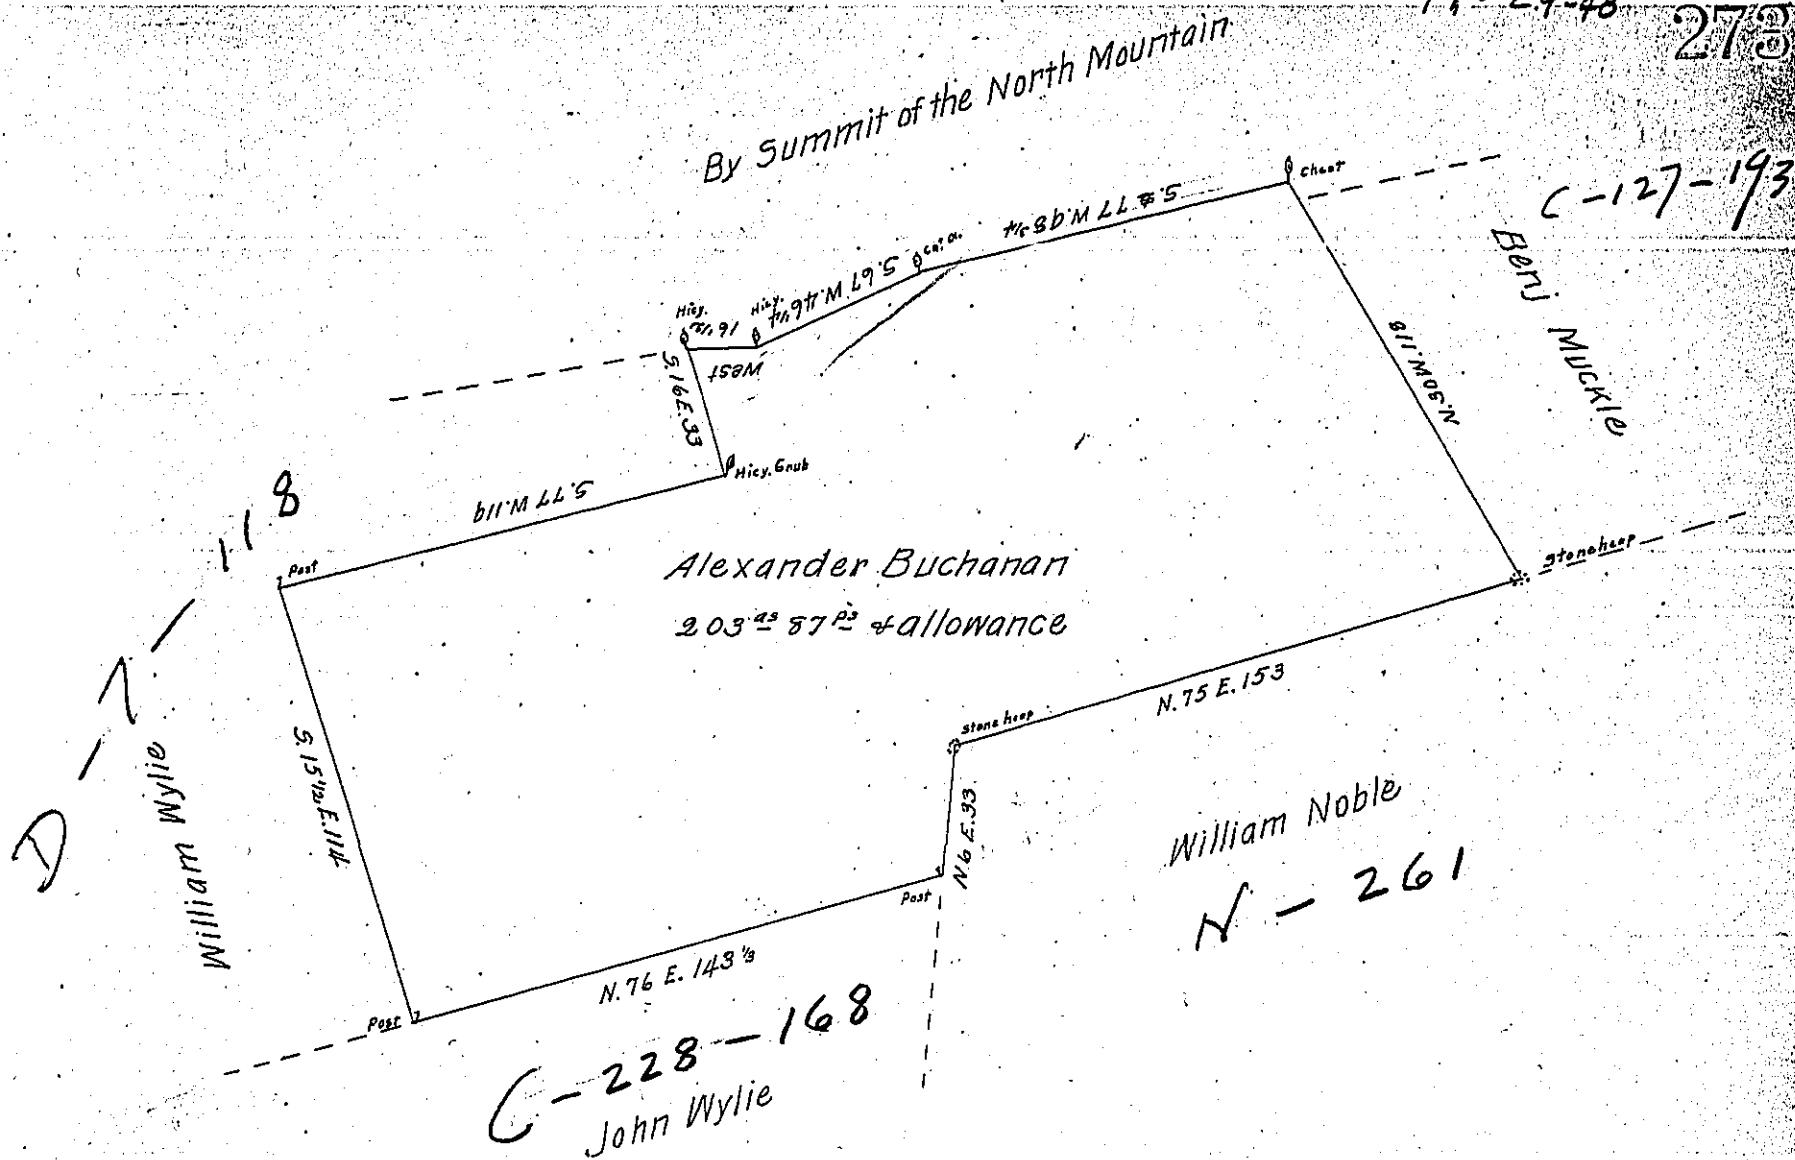 273
By Summit of the North Mountain
C-127-193
Benj Muckle
S. 77 W. 98 3/4
S. 67 W. 46 1/4
Hicy.
Hicy.
16 1/2
West
S. 16 E. 33
Hicy. Grub
S. 77 W. 119
Post
N. 30 W. 118
Stoneheap
Alexander Buchanan
203 as 87 ps & allowance
D-7-118
William Wylie
S. 15 1/2 E. 114
Stone heap
N. 75 E. 153
N. 6 E. 33
Post
William Noble
N-261
N. 76 E. 143 1/3
Post
C-228-168
John Wylie